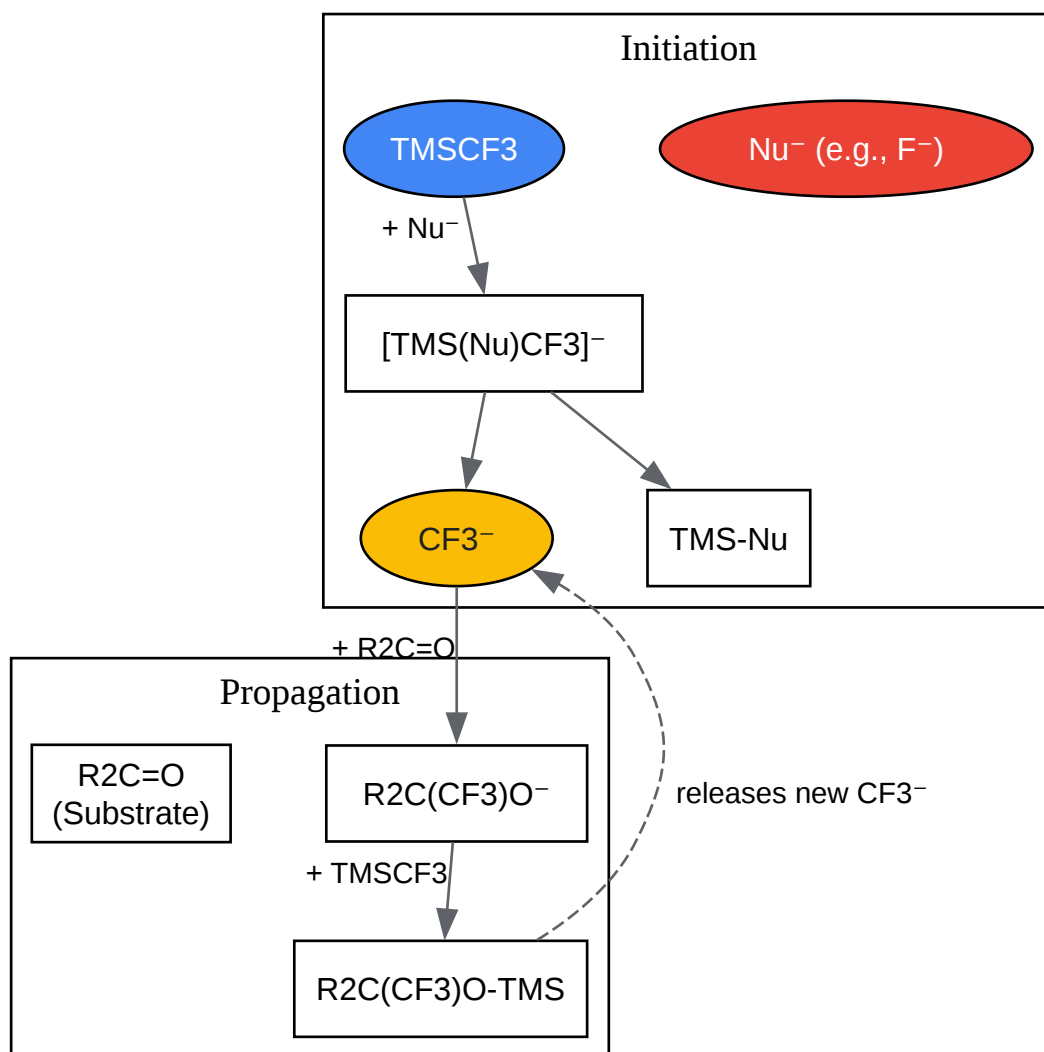 Initiation
TMSCF3
Nu⁻ (e.g., F⁻)
+ Nu⁻
[TMS(Nu)CF3]⁻
CF3⁻
TMS-Nu
+ R2C=O
Propagation
R2C=O
(Substrate)
R2C(CF3)O⁻
releases new CF3⁻
+ TMSCF3
R2C(CF3)O-TMS